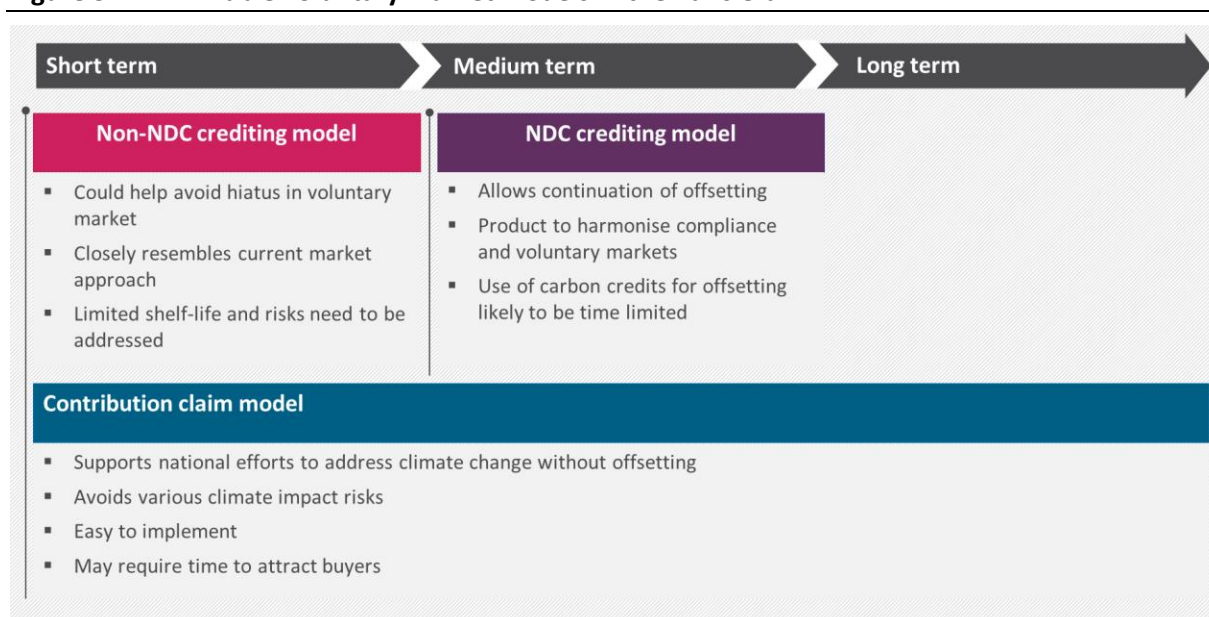 Short term
Medium term
Long term
Non-NDC crediting model
▪ Could help avoid hiatus in voluntary
market
▪ Closely resembles current market
approach
▪ Limited shelf-life and risks need to be
addressed
NDC crediting model
▪ Allows continuation of offsetting
▪ Product to harmonise compliance
and voluntary markets
▪ Use of carbon credits for offsetting
likely to be time limited
Contribution claim model
▪ Supports national efforts to address climate change without offsetting
▪ Avoids various climate impact risks
▪ Easy to implement
▪ May require time to attract buyers